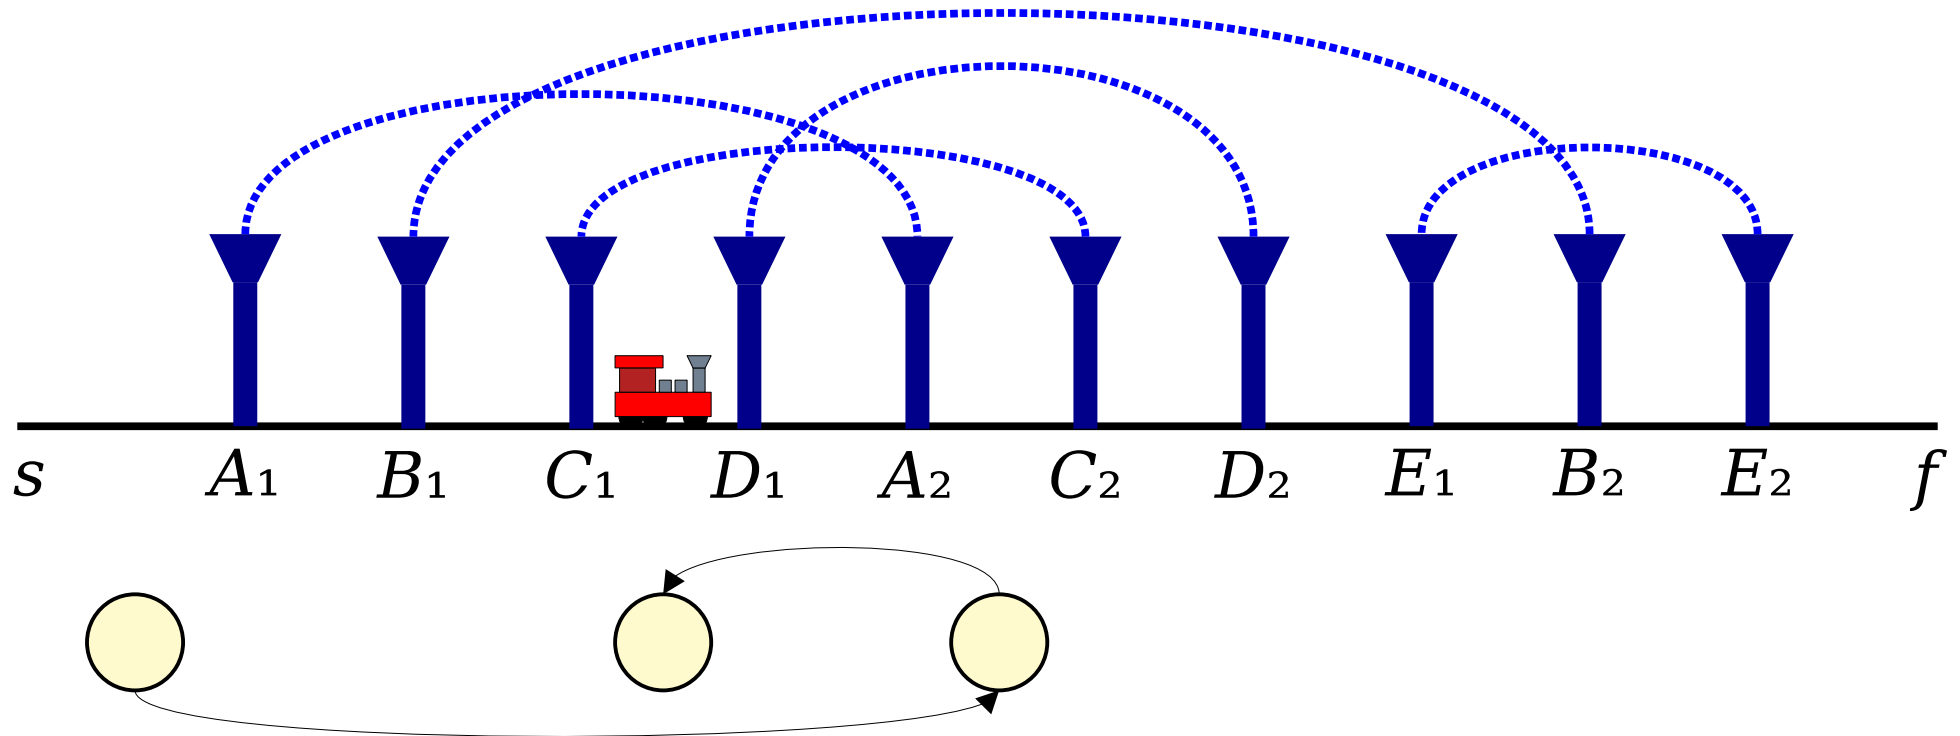 s A₁ B₁ C₁ D₁ A₂ C₂ D₂ E₁ B₂ E₂ f